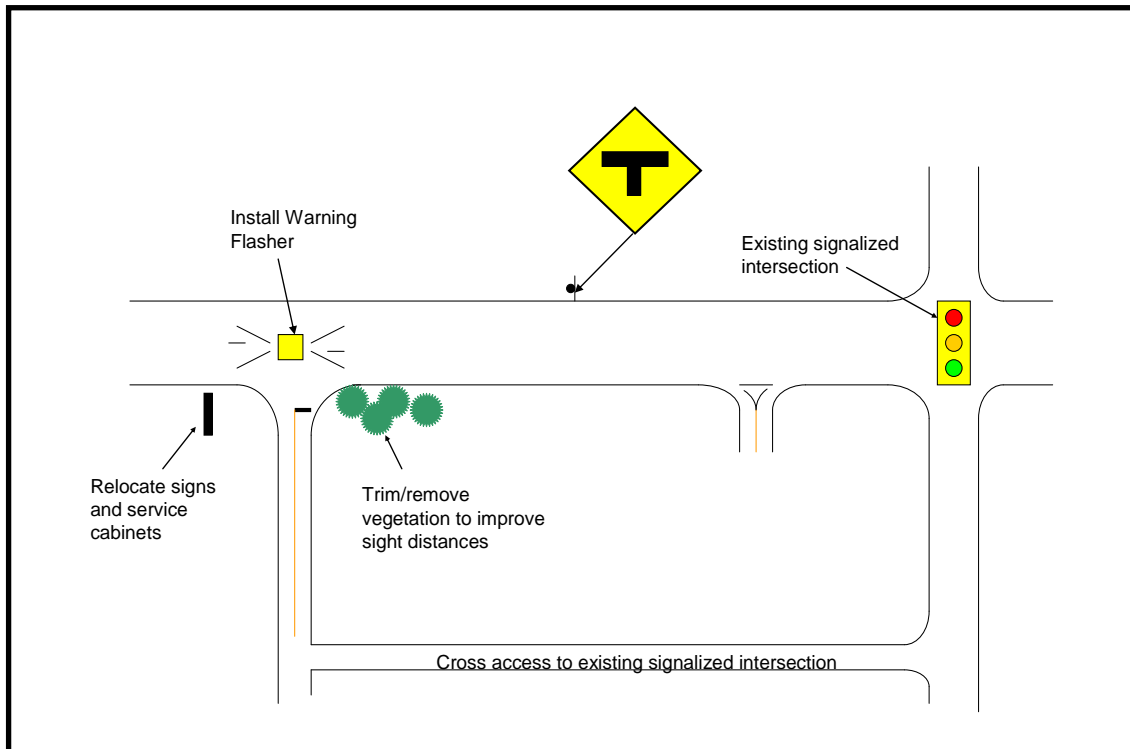 Install Warning
Flasher
Existing signalized
intersection
Relocate signs
and service
cabinets
Trim/remove
vegetation to improve
sight distances
Cross access to existing signalized intersection